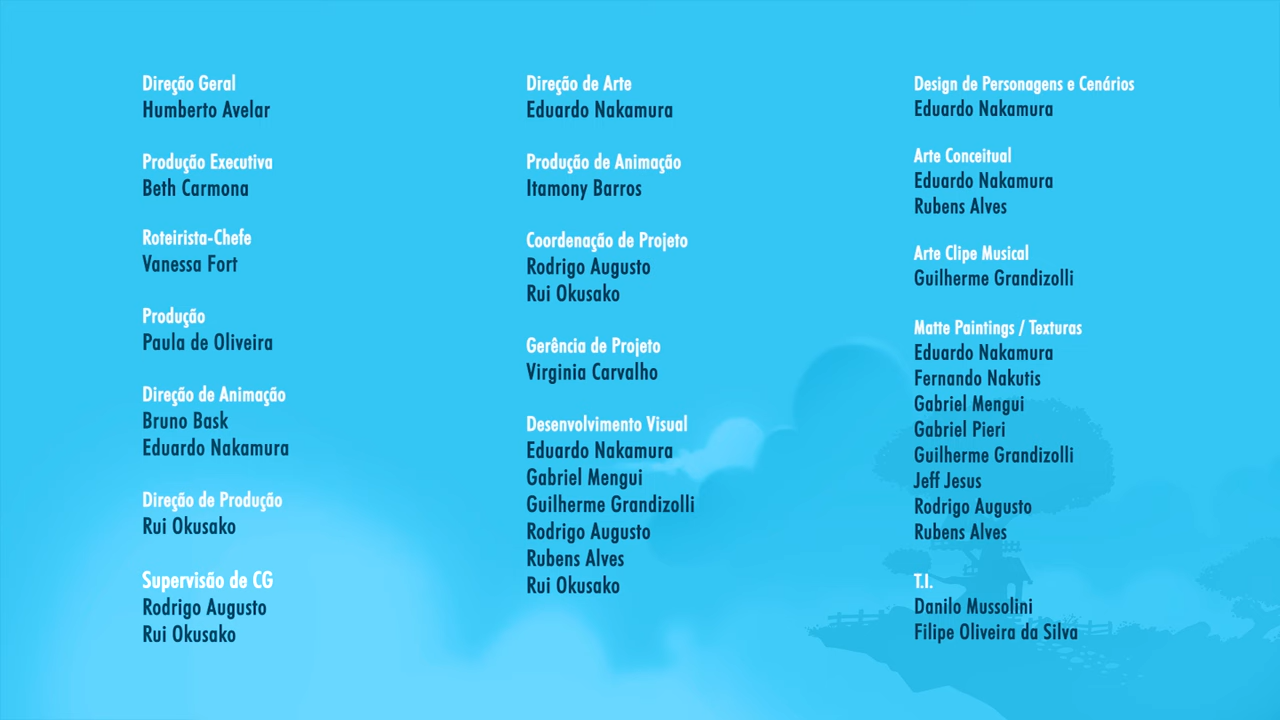 Direção Geral
Humberto Avelar
Produção Executiva
Beth Carmona
Roteirista-Chefe
Vanessa Fort
Produção
Paula de Oliveira
Direção de Animação
Bruno Bask
Eduardo Nakamura
Direção de Produção
Rui Okusako
Supervisão de CG
Rodrigo Augusto
Rui Okusako
Direção de Arte
Eduardo Nakamura
Produção de Animação
Itamony Barros
Coordenação de Projeto
Rodrigo Augusto
Rui Okusako
Gerência de Projeto
Virginia Carvalho
Desenvolvimento Visual
Eduardo Nakamura
Gabriel Mengui
Guilherme Grandizolli
Rodrigo Augusto
Rubens Alves
Rui Okusako
Design de Personagens e Cenários
Eduardo Nakamura
Arte Conceitual
Eduardo Nakamura
Rubens Alves
Arte Clipe Musical
Guilherme Grandizolli
Matte Paintings / Texturas
Eduardo Nakamura
Fernando Nakutis
Gabriel Mengui
Gabriel Pieri
Guilherme Grandizolli
Jeff Jesus
Rodrigo Augusto
Rubens Alves
T.I.
Danilo Mussolini
Filipe Oliveira da Silva